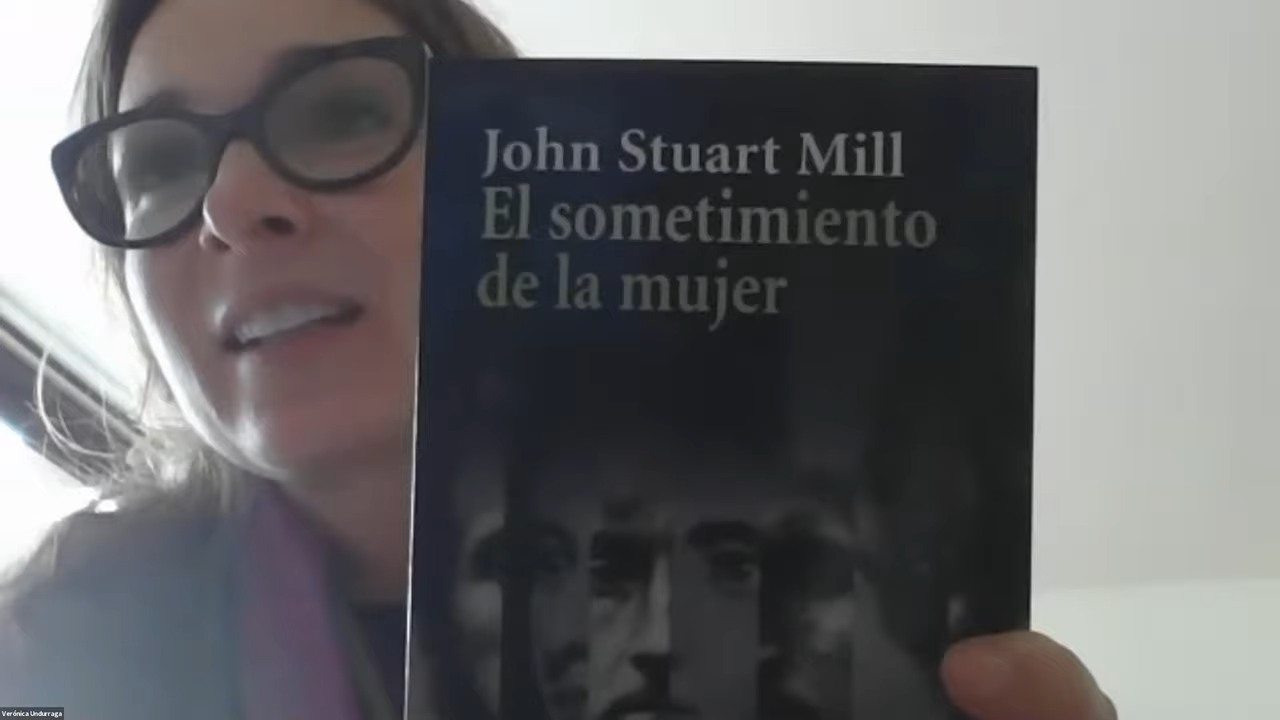 John Stuart Mill
El sometimiento
de la mujer
Verónica Undurraga